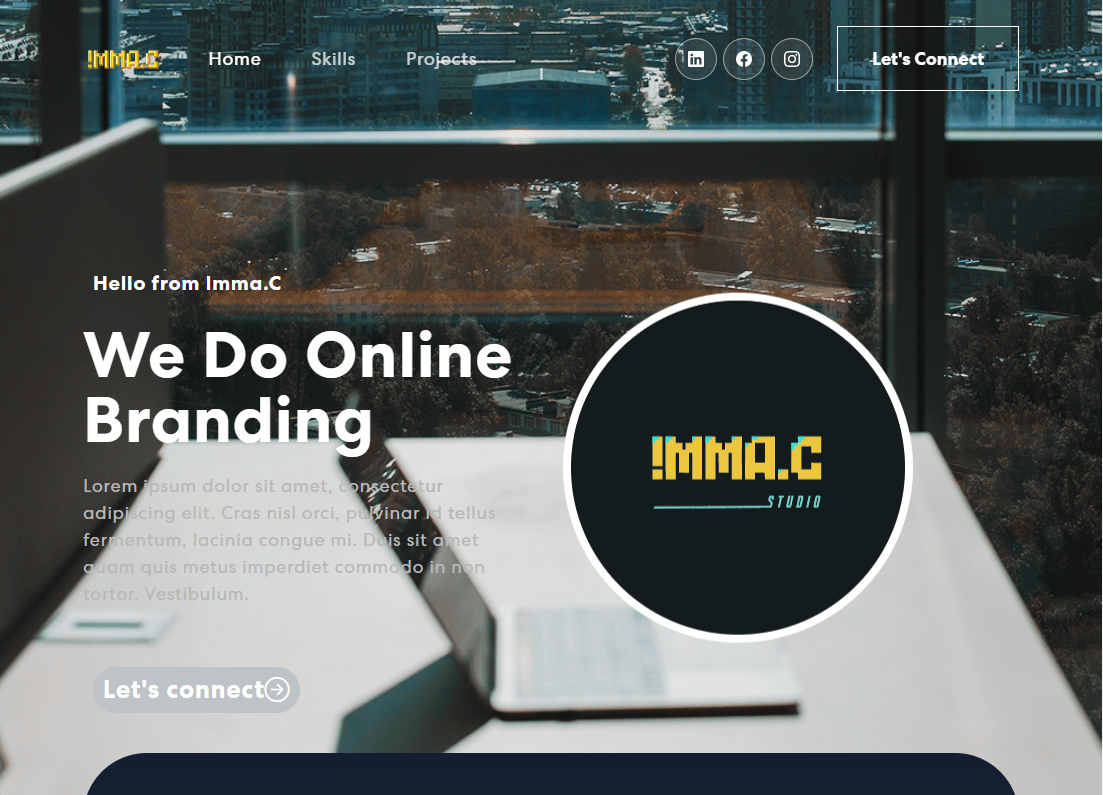 !MMA.C
Home
Skills
Projects
Let's Connect
Hello from Imma.C
We Do Online
Branding
Lorem ipsum dolor sit amet, consectetur
adipiscing elit. Cras nisl orci, pulvinar id tellus
fermentum, lacinia congue mi. Duis sit amet
quam quis metus imperdiet commodo in non
tortor. Vestibulum.
!MMA.C
STUDIO
Let's connect